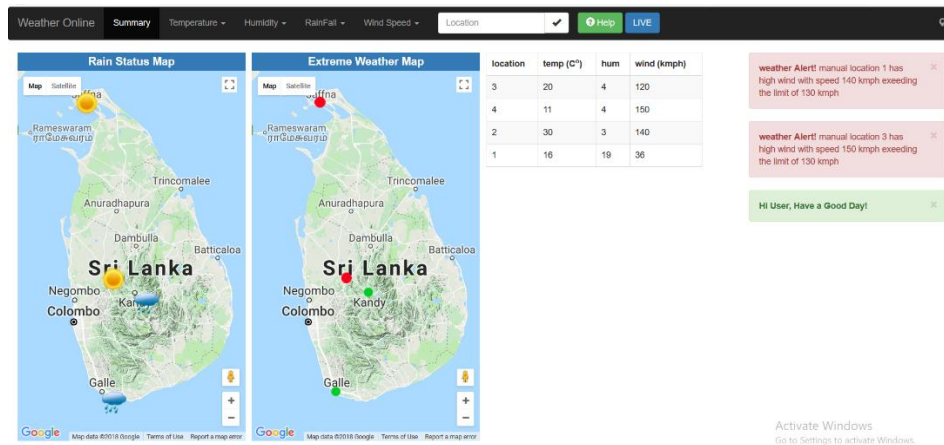 Weather Online Summary Temperature Humidity RainFall Wind Speed Location Help LIVE
Rain Status Map
Map Satellite
Jaffna
Rameswaram
ராமேசுவரம்
Trincomalee
Anuradhapura
Dambulla
Batticaloa
Sri Lanka
Negombo
Kandy
Colombo
Galle
Google Map data ©2018 Google Terms of Use Report a map error
Extreme Weather Map
Map Satellite
Jaffna
Rameswaram
ராமேசுவரம்
Trincomalee
Anuradhapura
Dambulla
Batticaloa
Sri Lanka
Negombo
Kandy
Colombo
Galle
Google Map data ©2018 Google Terms of Use Report a map error
location temp (C°) hum wind (kmph)
3 20 4 120
4 11 4 150
2 30 3 140
1 16 19 36
weather Alert! manual location 1 has
high wind with speed 140 kmph exeeding
the limit of 130 kmph
weather Alert! manual location 3 has
high wind with speed 150 kmph exeeding
the limit of 130 kmph
Hi User, Have a Good Day!
Activate Windows
Go to Settings to activate Windows.